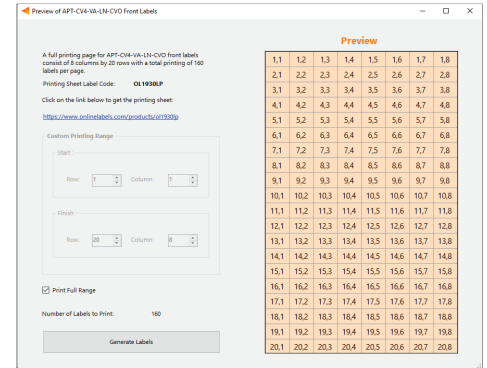 Preview of APT-CV4-VA-LN-CVO Front Labels
A full printing page for APT-CV4-VA-LN-CVO front labels
consist of 8 columns by 20 rows with a total printing of 160
labels per page.
Printing Sheet Label Code: OL1930LP
Click on the link below to get the printing sheet:
https://www.onlinelabels.com/products/ol1930lp
Custom Printing Range
Start :
Row: 1 Column: 1
Finish :
Row: 20 Column: 8
Print Full Range
Number of Labels to Print: 160
Generate Labels
Preview
1,1 1,2 1,3 1,4 1,5 1,6 1,7 1,8
2,1 2,2 2,3 2,4 2,5 2,6 2,7 2,8
3,1 3,2 3,3 3,4 3,5 3,6 3,7 3,8
4,1 4,2 4,3 4,4 4,5 4,6 4,7 4,8
5,1 5,2 5,3 5,4 5,5 5,6 5,7 5,8
6,1 6,2 6,3 6,4 6,5 6,6 6,7 6,8
7,1 7,2 7,3 7,4 7,5 7,6 7,7 7,8
8,1 8,2 8,3 8,4 8,5 8,6 8,7 8,8
9,1 9,2 9,3 9,4 9,5 9,6 9,7 9,8
10,1 10,2 10,3 10,4 10,5 10,6 10,7 10,8
11,1 11,2 11,3 11,4 11,5 11,6 11,7 11,8
12,1 12,2 12,3 12,4 12,5 12,6 12,7 12,8
13,1 13,2 13,3 13,4 13,5 13,6 13,7 13,8
14,1 14,2 14,3 14,4 14,5 14,6 14,7 14,8
15,1 15,2 15,3 15,4 15,5 15,6 15,7 15,8
16,1 16,2 16,3 16,4 16,5 16,6 16,7 16,8
17,1 17,2 17,3 17,4 17,5 17,6 17,7 17,8
18,1 18,2 18,3 18,4 18,5 18,6 18,7 18,8
19,1 19,2 19,3 19,4 19,5 19,6 19,7 19,8
20,1 20,2 20,3 20,4 20,5 20,6 20,7 20,8